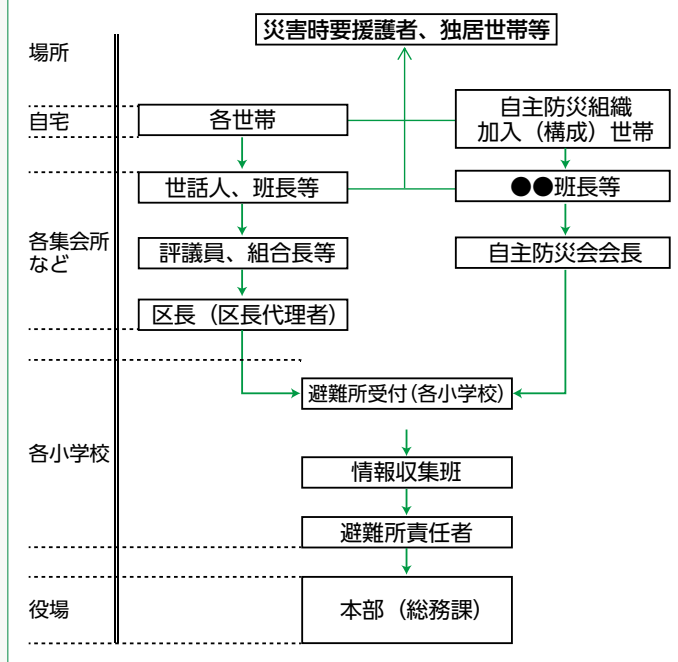 災害時要援護者、独居世帯等
場所
自宅
各世帯
自主防災組織
加入（構成）世帯
世話人、班長等
●●班長等
各集会所
など
評議員、組合長等
自主防災会会長
区長（区長代理者）
避難所受付（各小学校）
各小学校
情報収集班
避難所責任者
役場
本部（総務課）